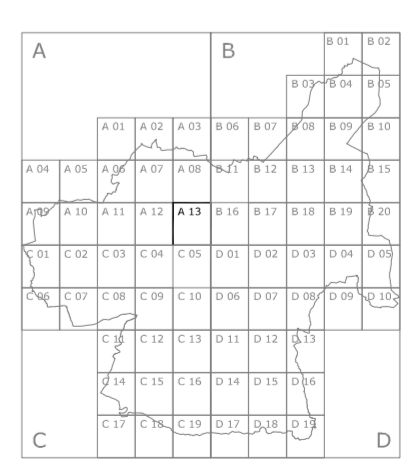 B 01 B 02
A B
B 03 B 04 B 05
A 01 A 02 A 03 B 06 B 07 B 08 B 09 B 10
A 04 A 05 A 06 A 07 A 08 B 11 B 12 B 13 B 14 B 15
A 09 A 10 A 11 A 12 A 13 B 16 B 17 B 18 B 19 B 20
C 01 C 02 C 03 C 04 C 05 D 01 D 02 D 03 D 04 D 05
C 06 C 07 C 08 C 09 C 10 D 06 D 07 D 08 D 09 D 10
C 11 C 12 C 13 D 11 D 12 D 13
C 14 C 15 C 16 D 14 D 15 D 16
C 17 C 18 C 19 D 17 D 18 D 19
C D